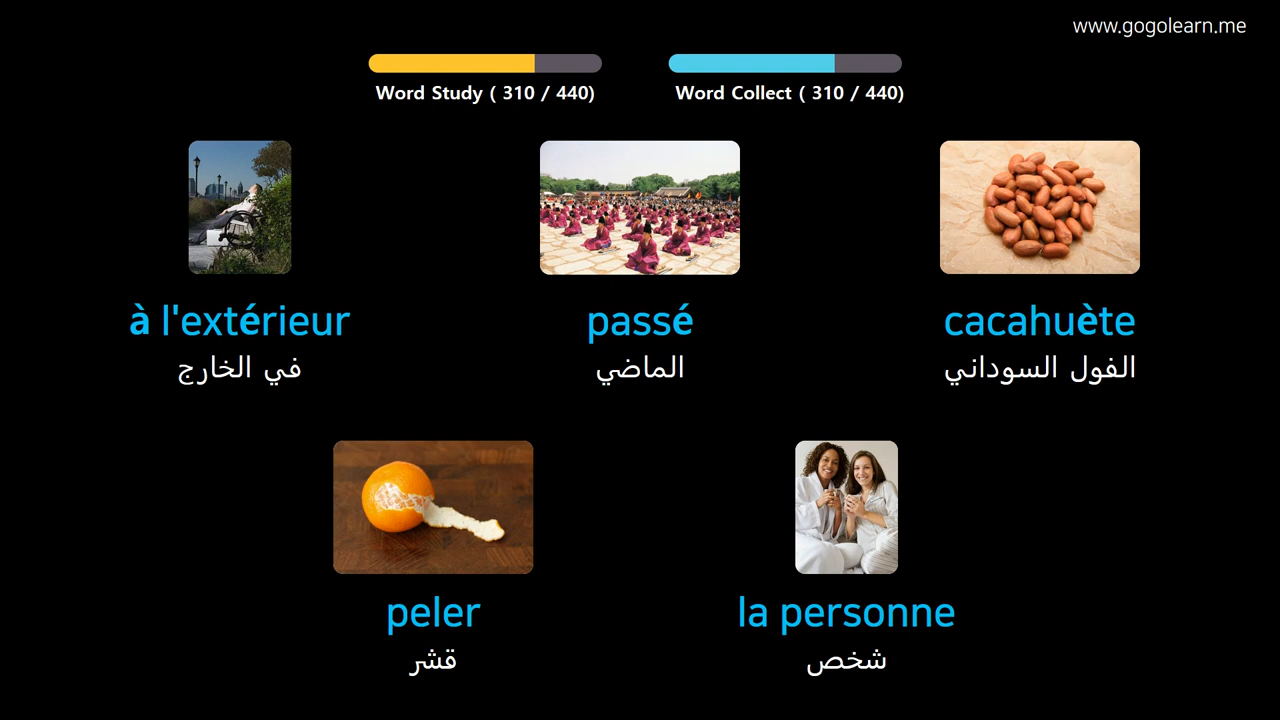 www.gogolearn.me
Word Study ( 310 / 440)
Word Collect ( 310 / 440)
à l'extérieur
في الخارج
passé
الماضي
cacahuète
الفول السوداني
peler
قشر
la personne
شخص